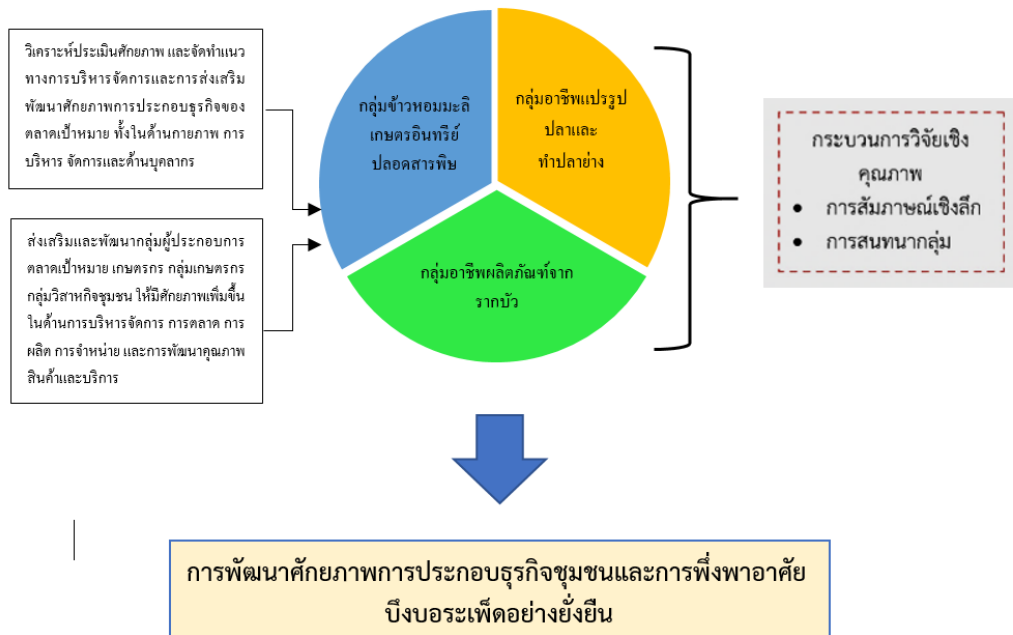 วิเคราะห์ประเมินศักยภาพ และจัดทำแนว
ทางการบริหารจัดการและการส่งเสริม
พัฒนาศักยภาพการประกอบธุรกิจของ
ตลาดเป้าหมาย ทั้งในด้านกายภาพ การ
บริหาร จัดการและด้านบุคลากร
ส่งเสริมและพัฒนากลุ่มผู้ประกอบการ
ตลาดเป้าหมาย เกษตรกร กลุ่มเกษตรกร
กลุ่มวิสาหกิจชุมชน ให้มีศักยภาพเพิ่มขึ้น
ในด้านการบริหารจัดการ การตลาด การ
ผลิต การจำหน่าย และการพัฒนาคุณภาพ
สินค้าและบริการ
กลุ่มข้าวหอมมะลิ
เกษตรอินทรีย์
ปลอดสารพิษ
กลุ่มอาชีพแปรรูป
ปลาและ
ทำปลาย่าง
กลุ่มอาชีพผลิตภัณฑ์จาก
รากบัว
กระบวนการวิจัยเชิง
คุณภาพ
• การสัมภาษณ์เชิงลึก
• การสนทนากลุ่ม
การพัฒนาศักยภาพการประกอบธุรกิจชุมชนและการพึ่งพาอาศัย
บึงบอระเพ็ดอย่างยั่งยืน